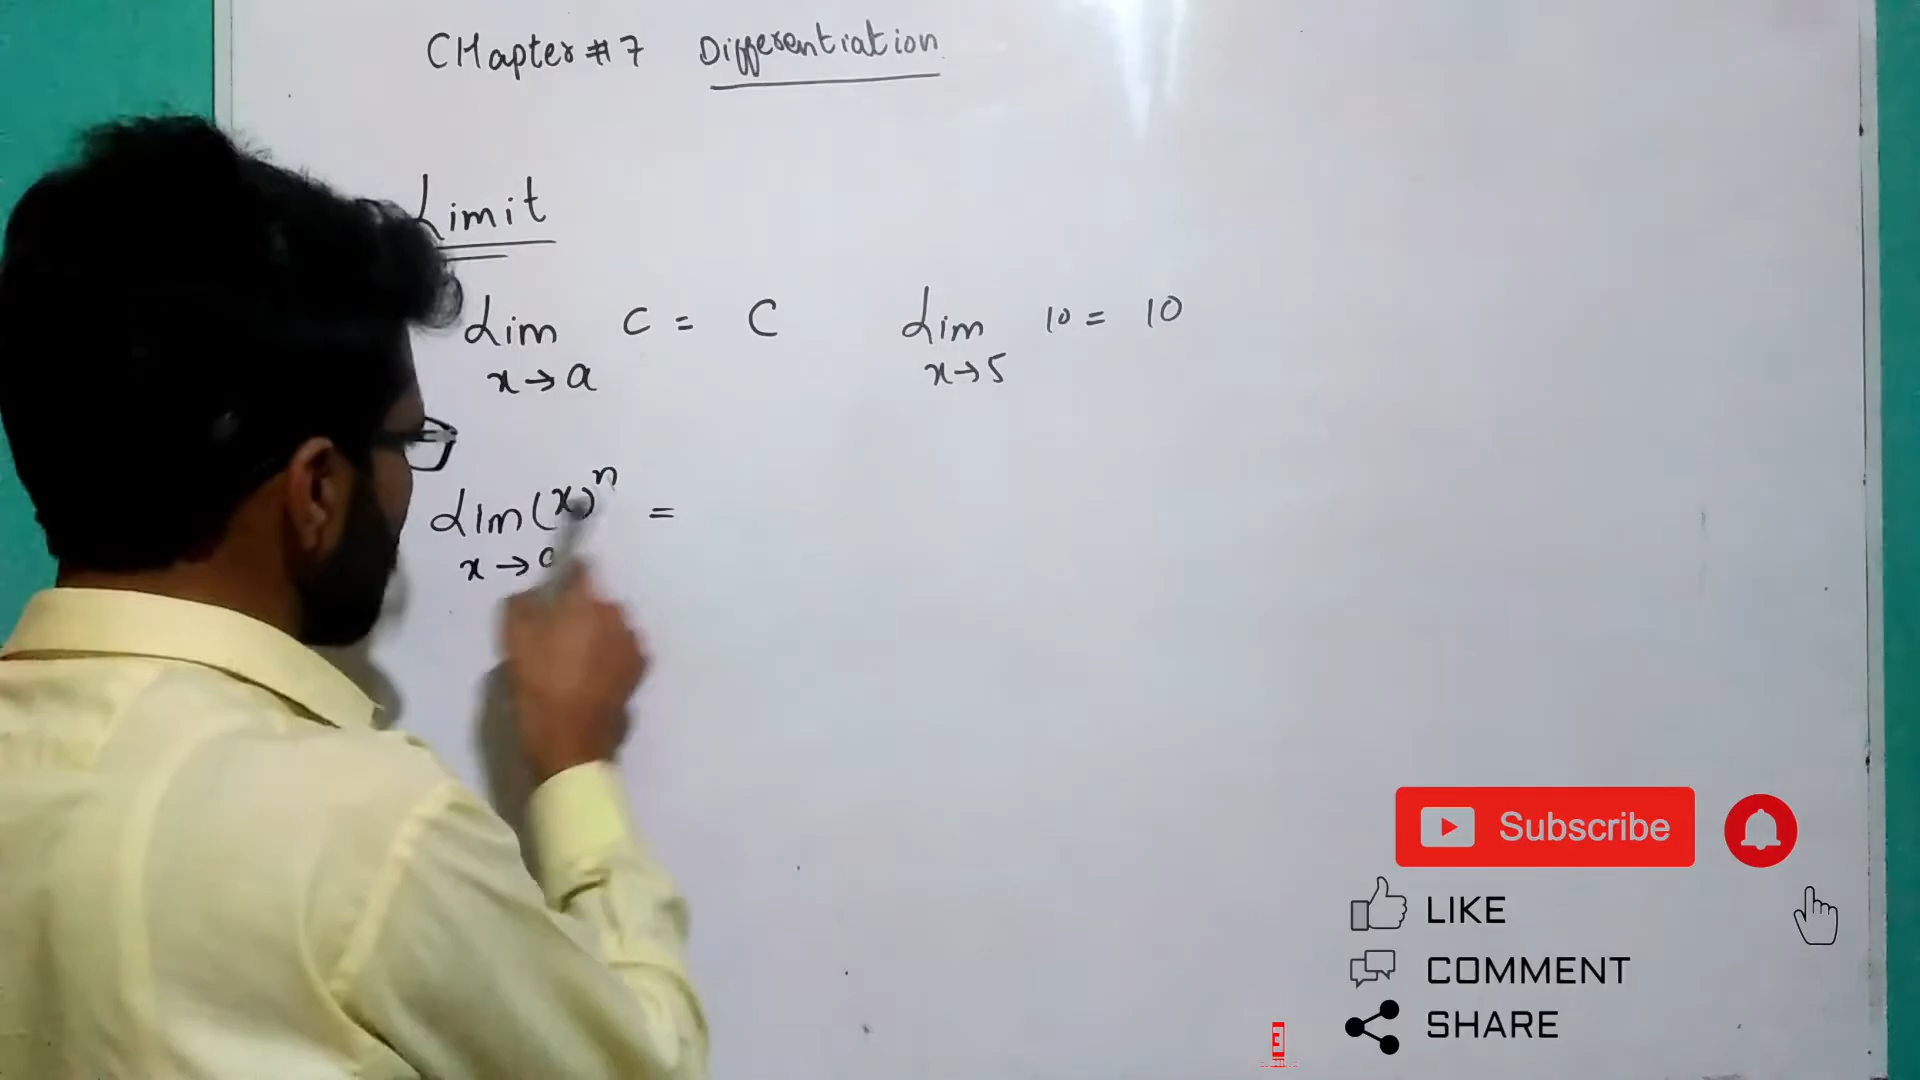 CHapter # 7 Differentiation
Limit
Lim C = C Lim 10 = 10
x→a x→5
Lim (x)ⁿ =
x→a
Subscribe
LIKE
COMMENT
SHARE